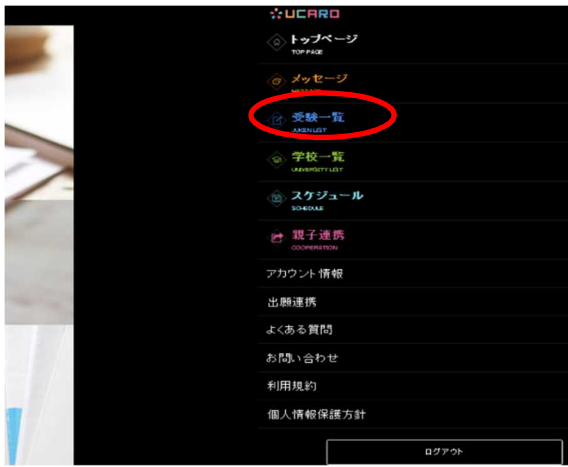 UCARO
トップページ
TOP PAGE
メッセージ
MESSAGE
受験一覧
JUKEN LIST
学校一覧
UNIVERSITY LIST
スケジュール
SCHEDULE
親子連携
COOPERATION
アカウント情報
出願連携
よくある質問
お問い合わせ
利用規約
個人情報保護方針
ログアウト